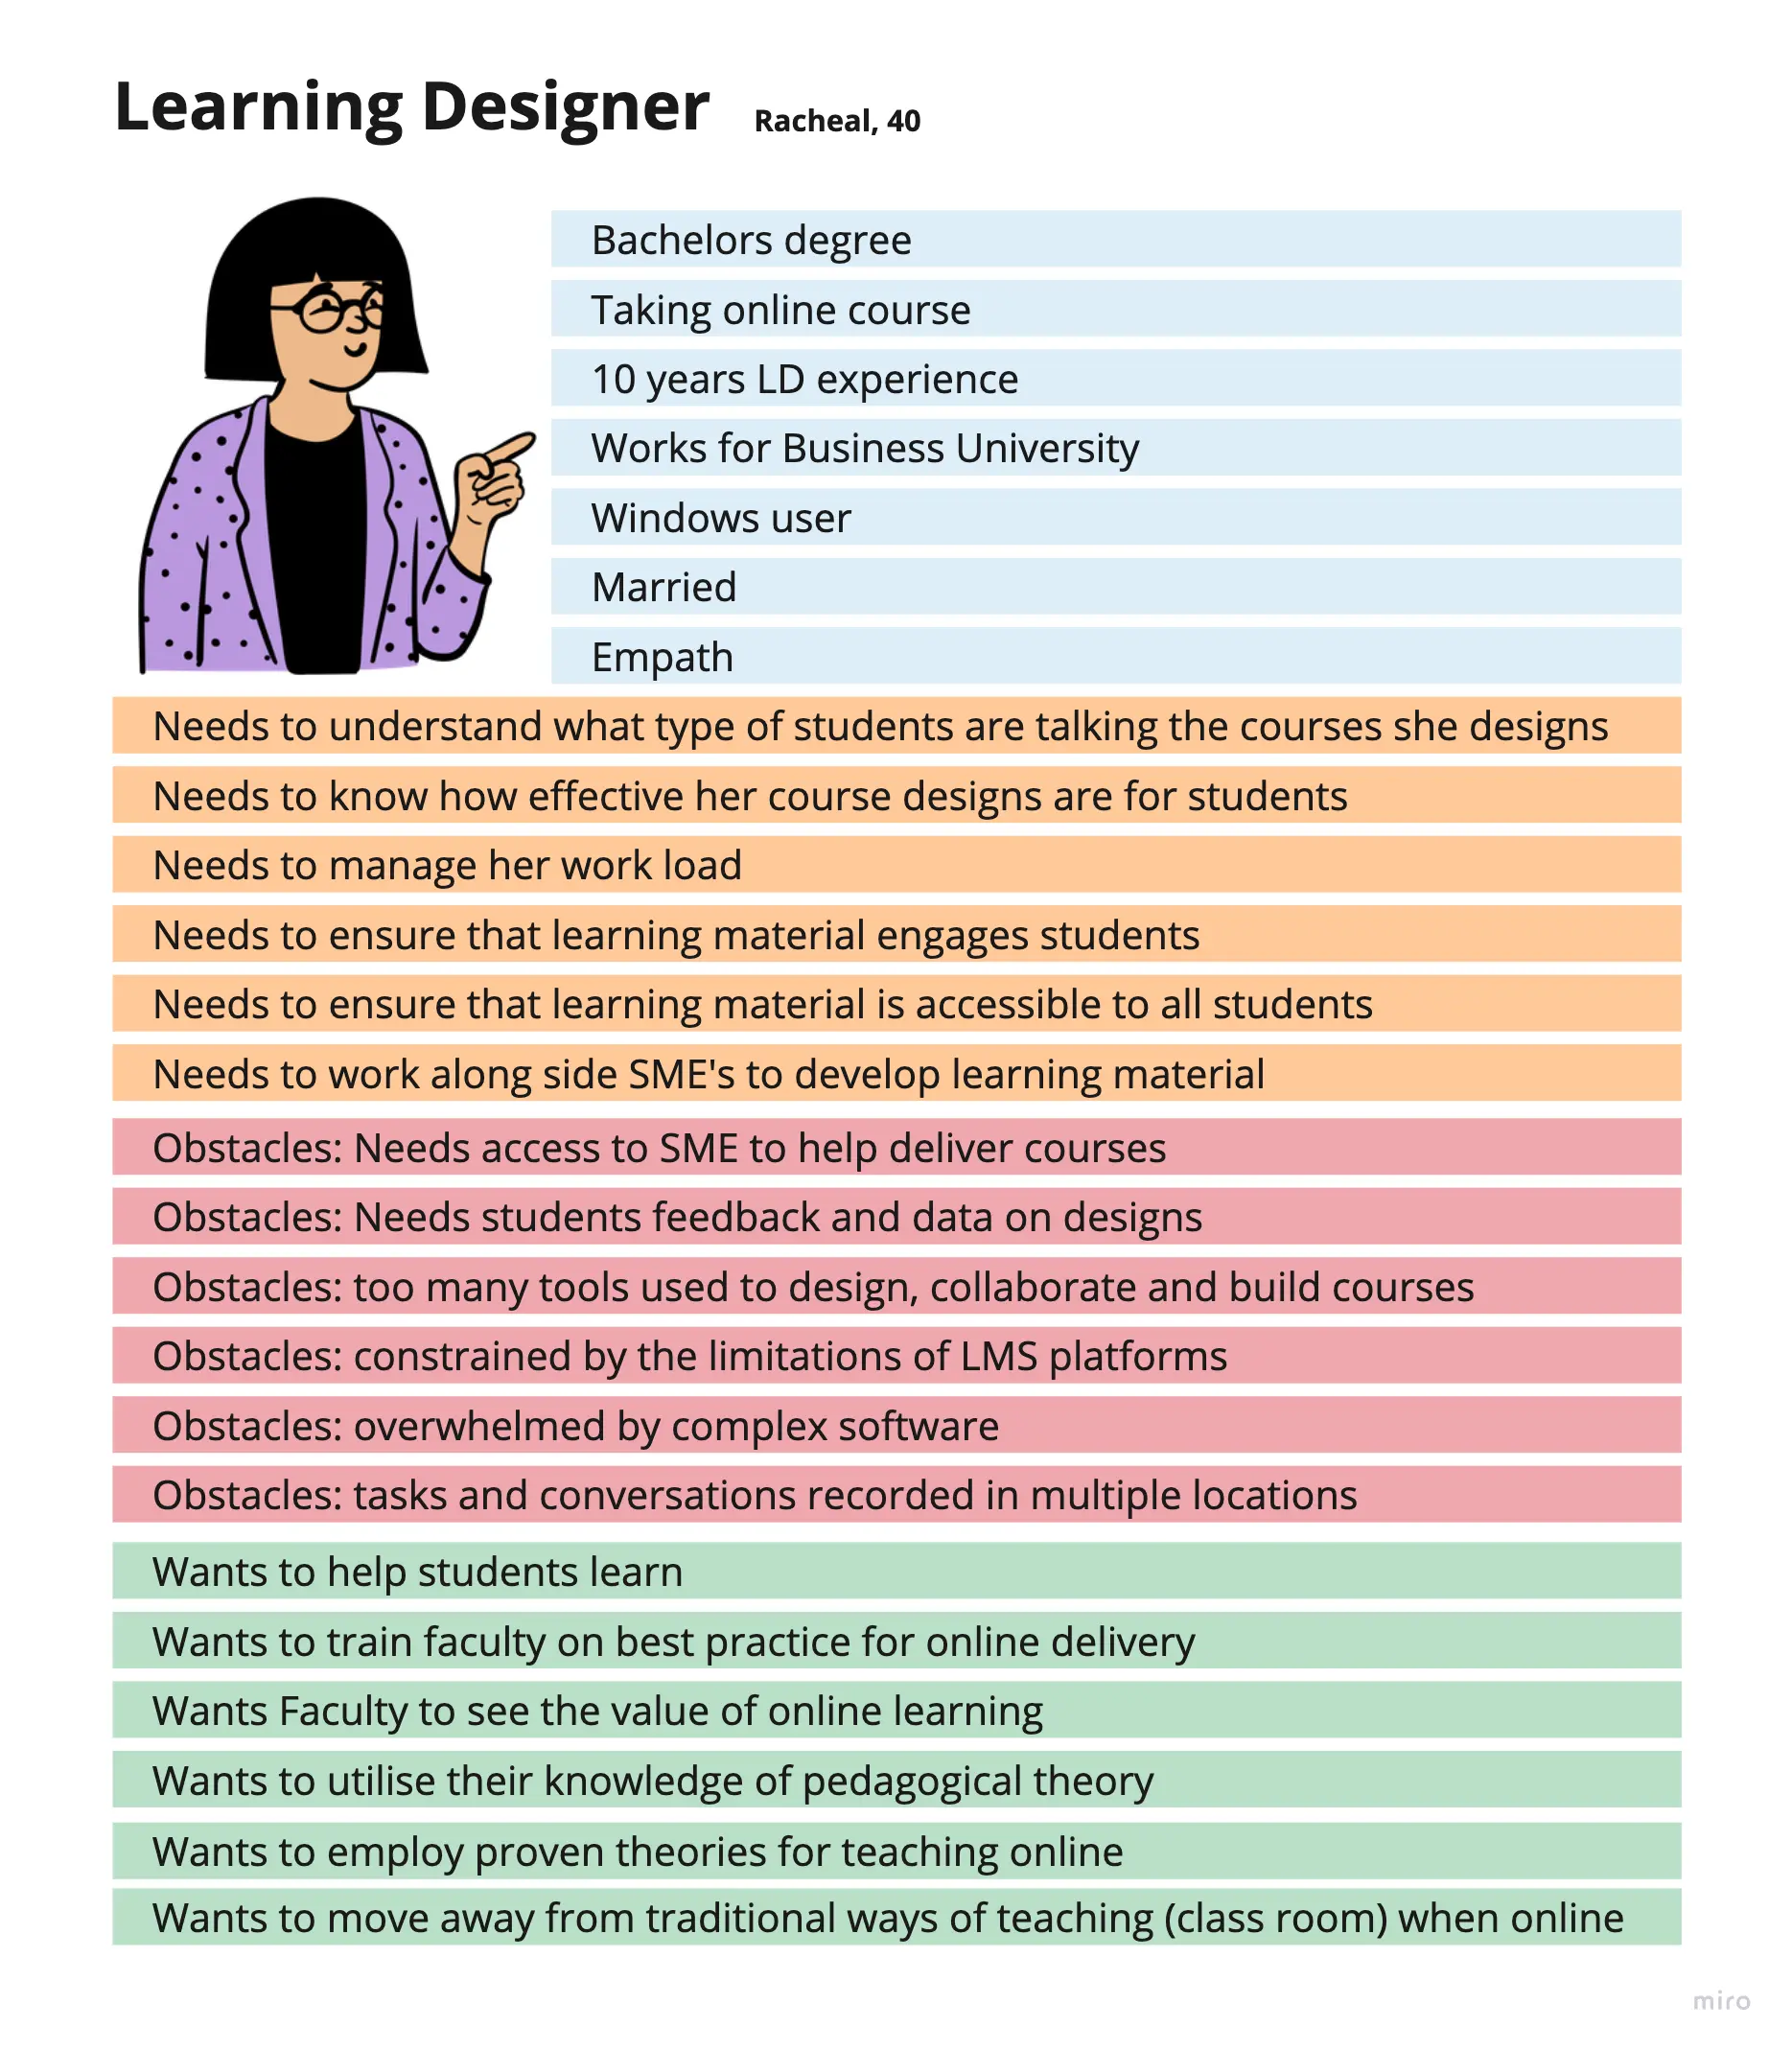 Learning Designer Racheal, 40
Bachelors degree
Taking online course
10 years LD experience
Works for Business University
Windows user
Married
Empath
Needs to understand what type of students are talking the courses she designs
Needs to know how effective her course designs are for students
Needs to manage her work load
Needs to ensure that learning material engages students
Needs to ensure that learning material is accessible to all students
Needs to work along side SME's to develop learning material
Obstacles: Needs access to SME to help deliver courses
Obstacles: Needs students feedback and data on designs
Obstacles: too many tools used to design, collaborate and build courses
Obstacles: constrained by the limitations of LMS platforms
Obstacles: overwhelmed by complex software
Obstacles: tasks and conversations recorded in multiple locations
Wants to help students learn
Wants to train faculty on best practice for online delivery
Wants Faculty to see the value of online learning
Wants to utilise their knowledge of pedagogical theory
Wants to employ proven theories for teaching online
Wants to move away from traditional ways of teaching (class room) when online
miro